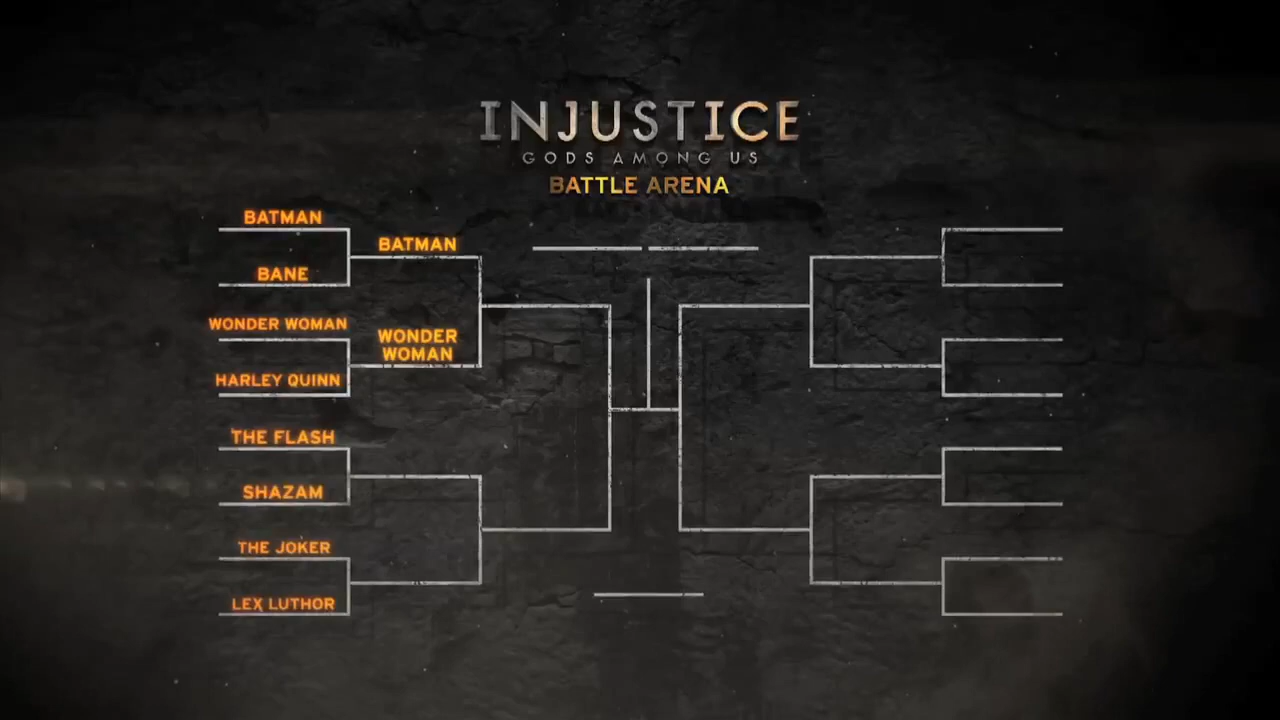 INJUSTICE
GODS AMONG US
BATTLE ARENA
BATMAN
BANE
WONDER WOMAN
HARLEY QUINN
THE FLASH
SHAZAM
THE JOKER
LEX LUTHOR
BATMAN
WONDER
WOMAN